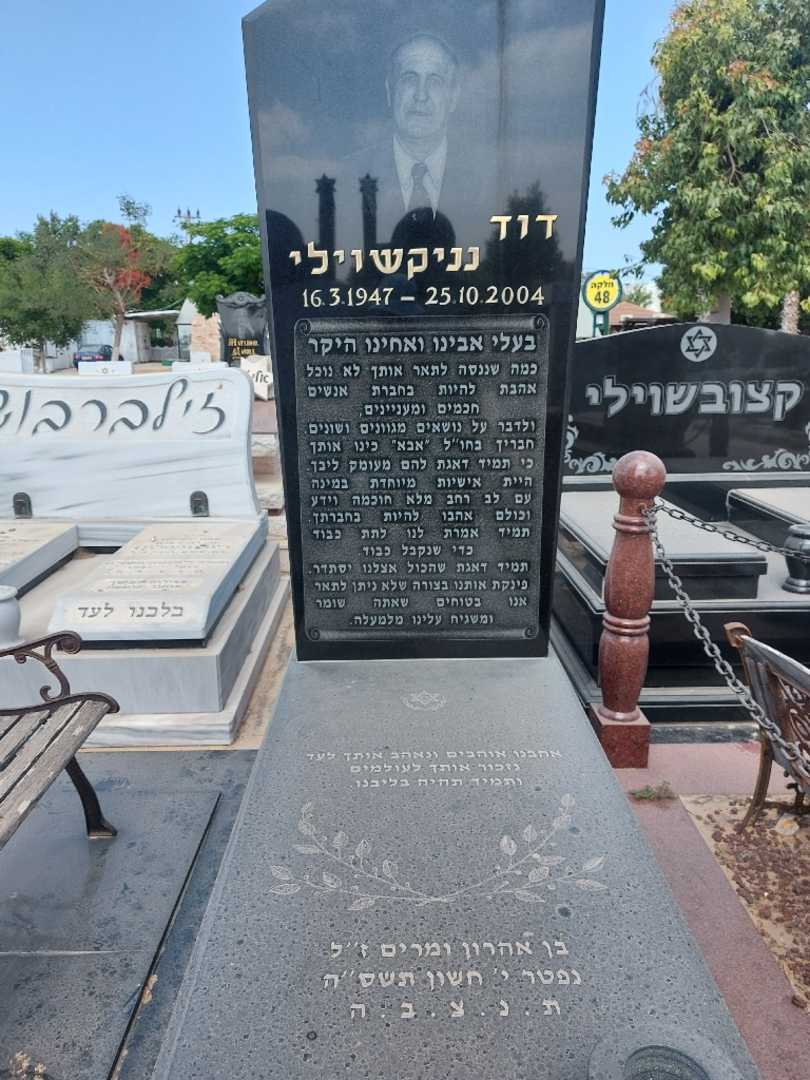 דוד
נניקשוילי
16.3.1947 – 25.10.2004
בעלי אבינו ואחינו היקר
כמה שננסה לתאר אותך לא נוכל
אהבת להיות בחברת אנשים
חכמים ומעניינים,
ולדבר על נושאים מגוונים ושונים.
חבריך בחו"ל "אבא" כינו אותך
כי תמיד דאגת להם מעומק ליבך.
היית אישיות מיוחדת במינה
עם לב רחב מלא חוכמה וידע
וכולם אהבו להיות בחברתך.
תמיד אמרת לנו לתת כבוד
כדי שנקבל כבוד
תמיד דאגת שהכול אצלנו יסתדר.
פינקת אותנו בצורה שלא ניתן לתאר
אנו בטוחים שאתה שומר
ומשגיח עלינו מלמעלה.
אהבנו אוהבים ונאהב אותך לעד
נזכור אותך לעולמים
ותמיד תהיה בליבנו
בן אהרון ומרים ז"ל
נפטר י' חשון תשס"ה
ת.נ.צ.ב.ה
חלקה
48
קצובשוילי
זילברבוש
בלבנו לעד